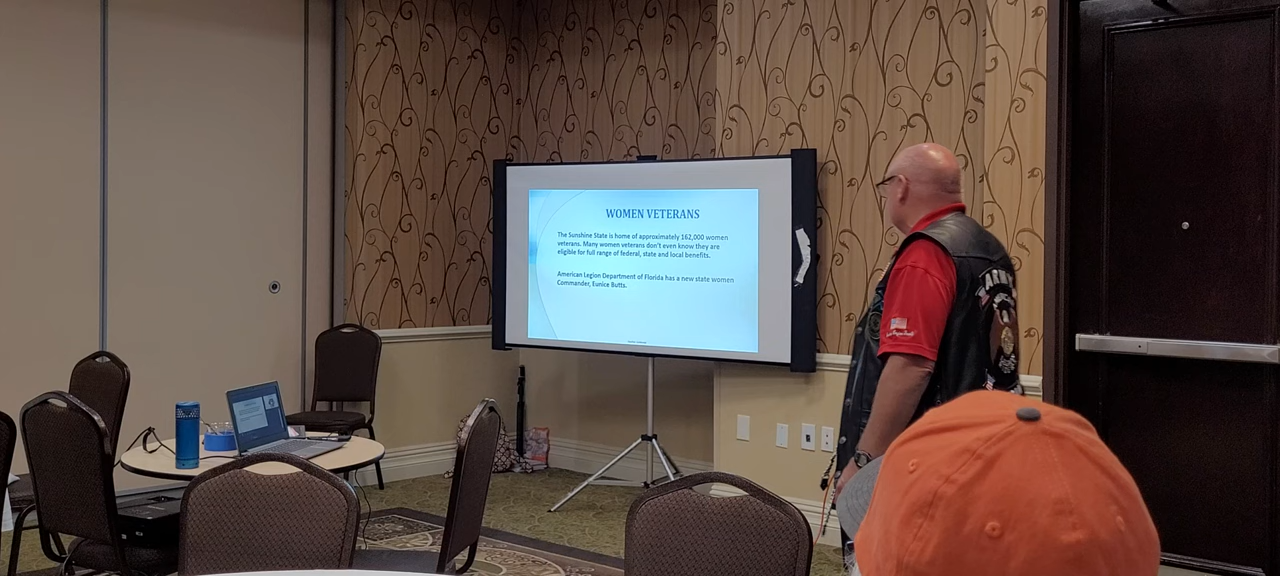 WOMEN VETERANS
The Sunshine State is home of approximately 162,000 women
veterans. Many women veterans don't even know they are
eligible for full range of federal, state and local benefits.
American Legion Department of Florida has a new state women
Commander, Eunice Butts.